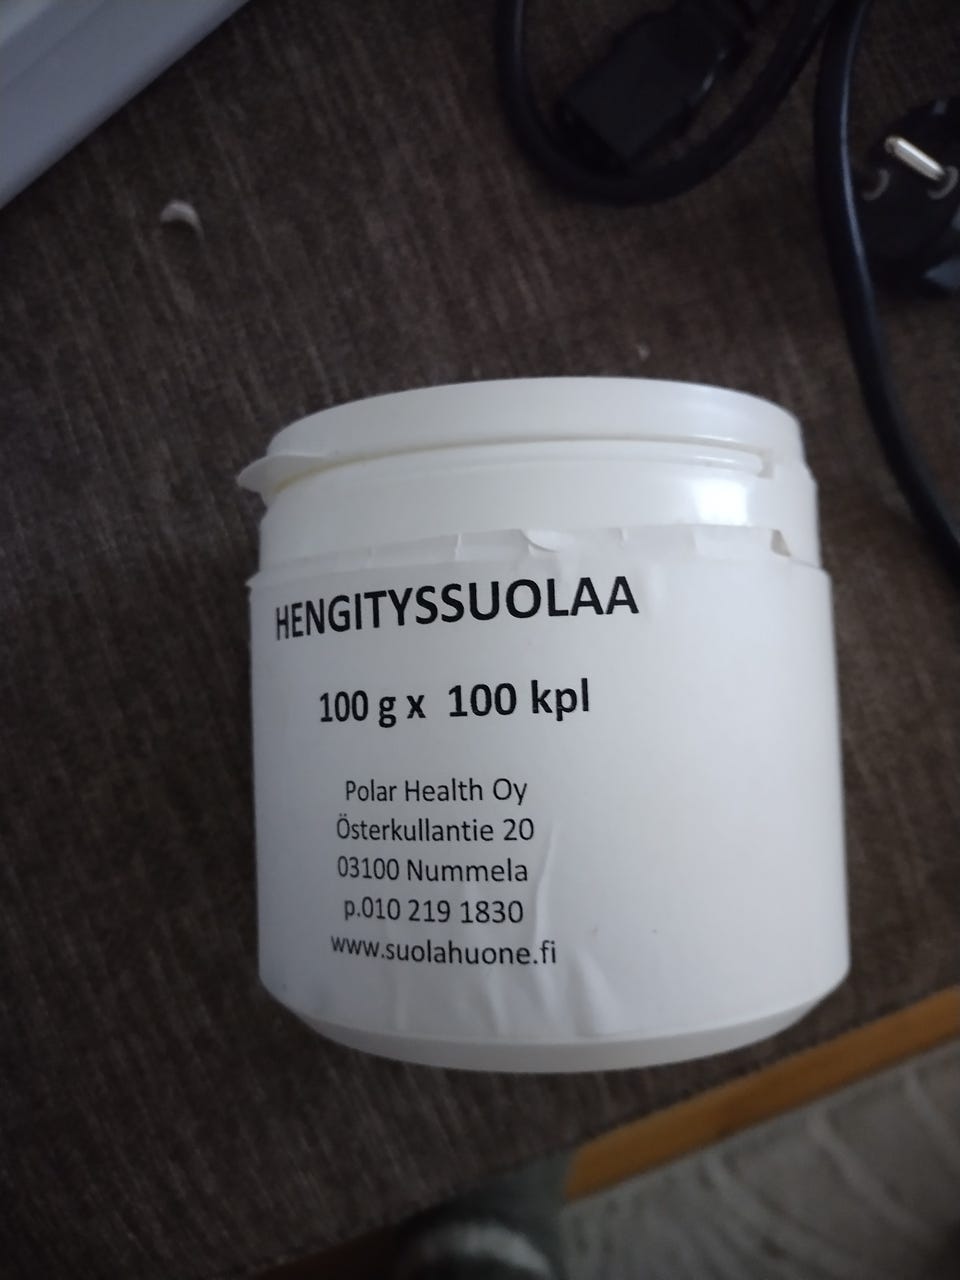 HENGITYSSUOLAA
100 g x 100 kpl
Polar Health Oy
Österkullantie 20
03100 Nummela
p.010 219 1830
www.suolahuone.fi